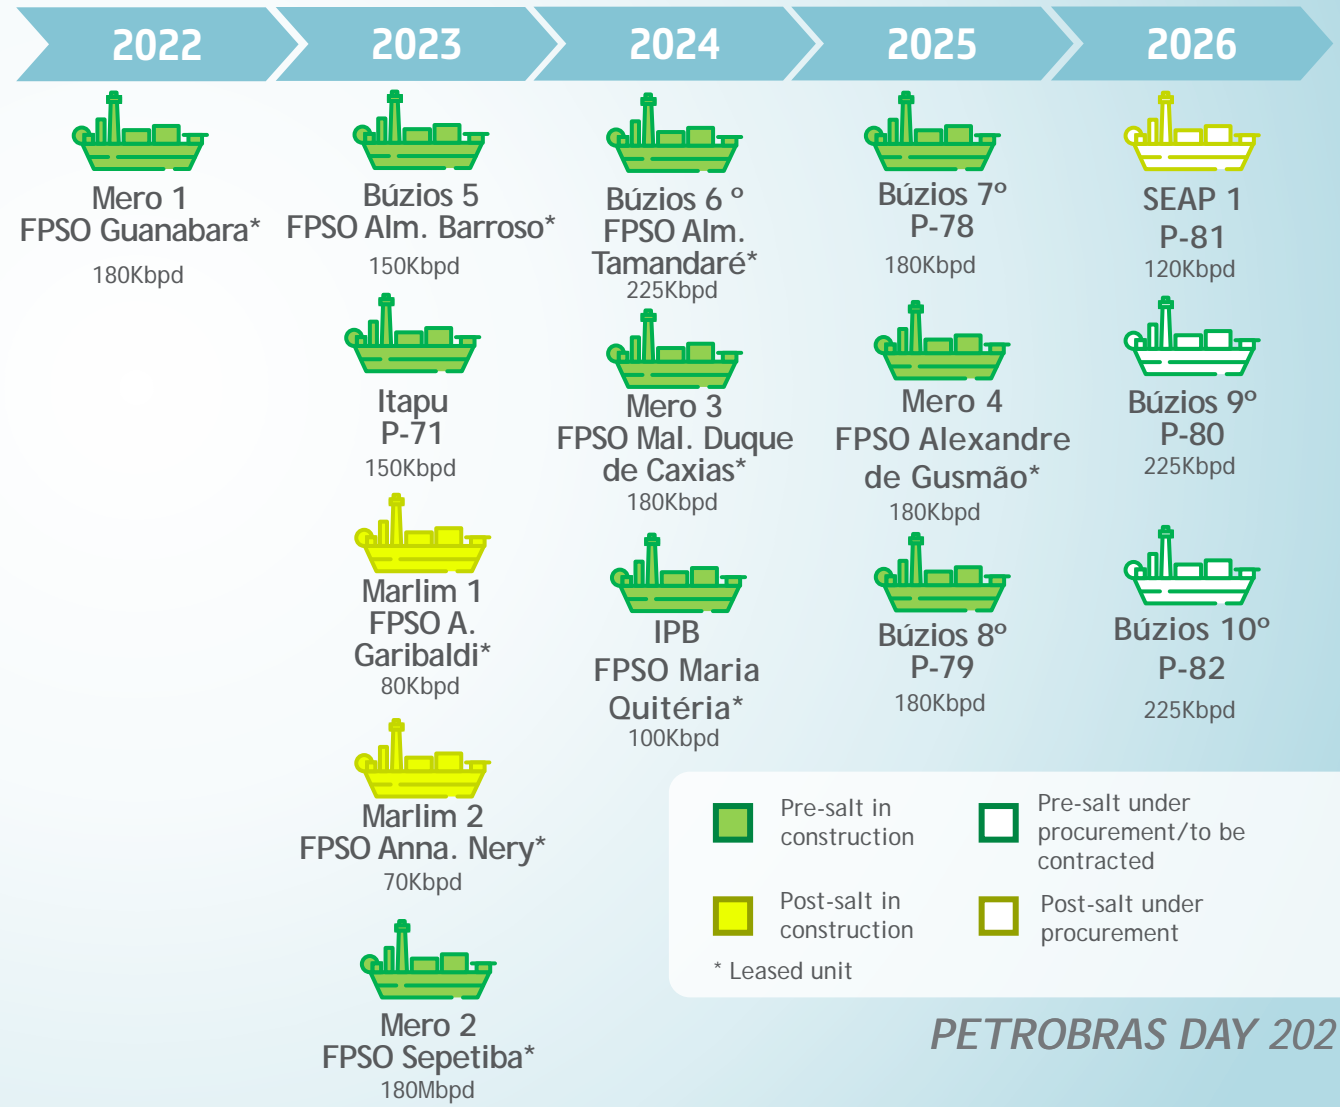 2022
2023
2024
2025
2026
Mero 1
FPSO Guanabara*
180Kbpd
Búzios 5
FPSO Alm. Barroso*
150Kbpd
Itapu
P-71
150Kbpd
Marlim 1
FPSO A.
Garibaldi*
80Kbpd
Marlim 2
FPSO Anna. Nery*
70Kbpd
Mero 2
FPSO Sepetiba*
180Mbpd
Búzios 6 º
FPSO Alm.
Tamandaré*
225Kbpd
Mero 3
FPSO Mal. Duque
de Caxias*
180Kbpd
IPB
FPSO Maria
Quitéria*
100Kbpd
Búzios 7º
P-78
180Kbpd
Mero 4
FPSO Alexandre
de Gusmão*
180Kbpd
Búzios 8º
P-79
180Kbpd
SEAP 1
P-81
120Kbpd
Búzios 9º
P-80
225Kbpd
Búzios 10º
P-82
225Kbpd
Pre-salt in
construction
Pre-salt under
procurement/to be
contracted
Post-salt in
construction
Post-salt under
procurement
* Leased unit
PETROBRAS DAY 202